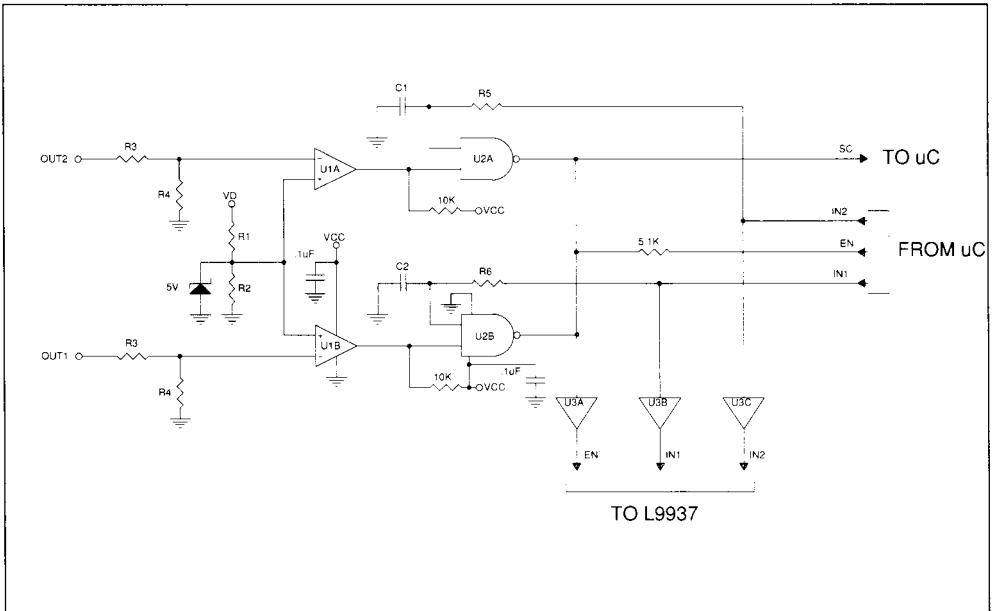 C1
R5
OUT2
R3
U1A
U2A
SC
TO uC
R4
VD
10K
VCC
IN2
R1
VCC
5.1K
EN
FROM uC
.1uF
C2
R6
IN1
5V
R2
U2B
U1B
OUT1
R3
10K
VCC
.1uF
R4
U3A
U3B
U3C
EN
IN1
IN2
TO L9937